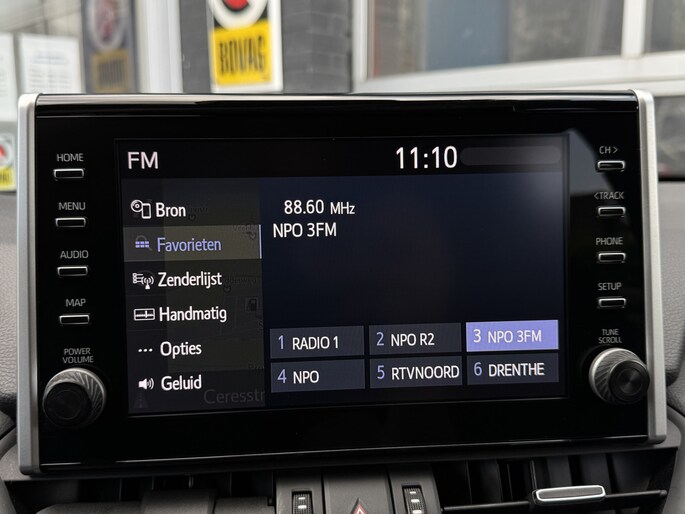 BOVAG
HOME
MENU
AUDIO
MAP
POWER
VOLUME
FM
11:10
Bron
Favorieten
Zenderlijst
Handmatig
Opties
Geluid
88.60 MHz
NPO 3FM
1 RADIO 1
2 NPO R2
3 NPO 3FM
4 NPO
5 RTVNOORD
6 DRENTHE
CH >
< TRACK
PHONE
SETUP
TUNE
SCROLL